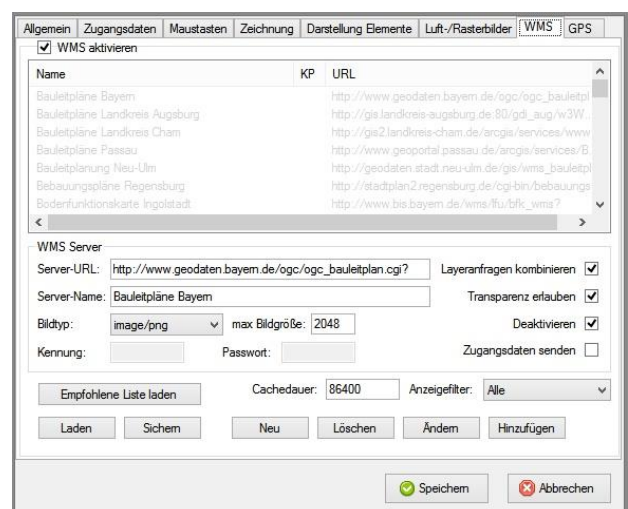 Allgemein Zugangsdaten Maustasten Zeichnung Darstellung Elemente Luft-/Rasterbilder WMS GPS
WMS aktivieren
Name KP URL
Bauleitpläne Bayern http://www.geodaten.bayern.de/ogc/ogc_bauleitpl
Bauleitpläne Landkreis Augsburg http://gis.landkreis-augsburg.de:80/gdi_aug/w3W...
Bauleitpläne Landkreis Cham http://gis2.landkreis-cham.de/arcgis/services/www
Bauleitpläne Passau http://www.geoportal.passau.de/arcgis/services/B
Bauleitplanung Neu-Ulm http://geodaten.stadt.neu-ulm.de/gis/wms_bauleitpl
Bebauungspläne Regensburg http://stadtplan2.regensburg.de/cgi-bin/bebauungs
Bodenfunktionskarte Ingolstadt http://www.bis.bayern.de/wms/lfu/bfk_wms?
WMS Server
Server-URL: http://www.geodaten.bayern.de/ogc/ogc_bauleitplan.cgi? Layeranfragen kombinieren
Server-Name: Bauleitpläne Bayern Transparenz erlauben
Bildtyp: image/png max Bildgröße: 2048 Deaktivieren
Kennung: Passwort: Zugangsdaten senden
Empfohlene Liste laden Cachedauer: 86400 Anzeigefilter: Alle
Laden Sichern Neu Löschen Ändern Hinzufügen
Speichern Abbrechen